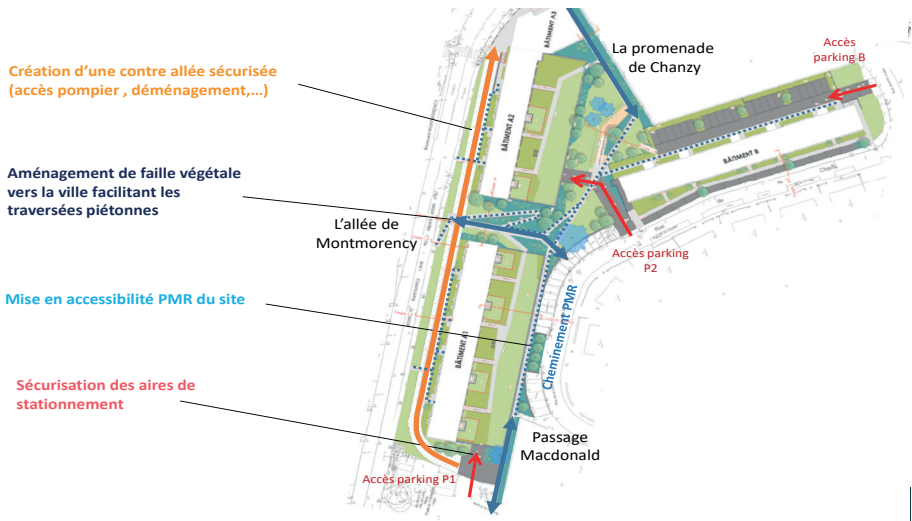 La promenade
de Chanzy
Accès
parking B
Création d'une contre allée sécurisée
(accès pompier , déménagement,...)
BÂTIMENT A3
BÂTIMENT A2
BÂTIMENT B
Aménagement de faille végétale
vers la ville facilitant les
traversées piétonnes
L'allée de
Montmorency
Accès parking
P2
Mise en accessibilité PMR du site
Cheminement PMR
BÂTIMENT A1
Sécurisation des aires de
stationnement
Passage
Macdonald
Accès parking P1